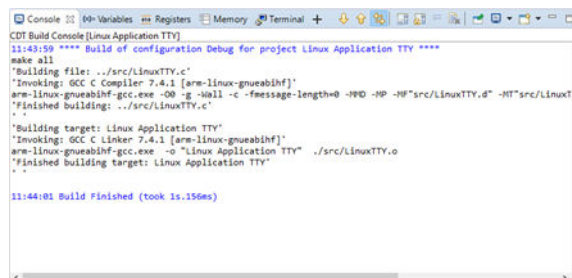 Console Variables Registers Memory Terminal
CDT Build Console [Linux Application TTY]
11:43:59 **** Build of configuration Debug for project Linux Application TTY ****
make all
'Building file: ../src/LinuxTTY.c'
'Invoking: GCC C Compiler 7.4.1 [arm-linux-gnueabihf]'
arm-linux-gnueabihf-gcc.exe -O0 -g -Wall -c -fmessage-length=0 -MMD -MP -MF"src/LinuxTTY.d" -MT"src/LinuxT
'Finished building: ../src/LinuxTTY.c'
' '
'Building target: Linux Application TTY'
'Invoking: GCC C Linker 7.4.1 [arm-linux-gnueabihf]'
arm-linux-gnueabihf-gcc.exe -o "Linux Application TTY" ./src/LinuxTTY.o
'Finished building target: Linux Application TTY'
' '
11:44:01 Build Finished (took 1s.156ms)